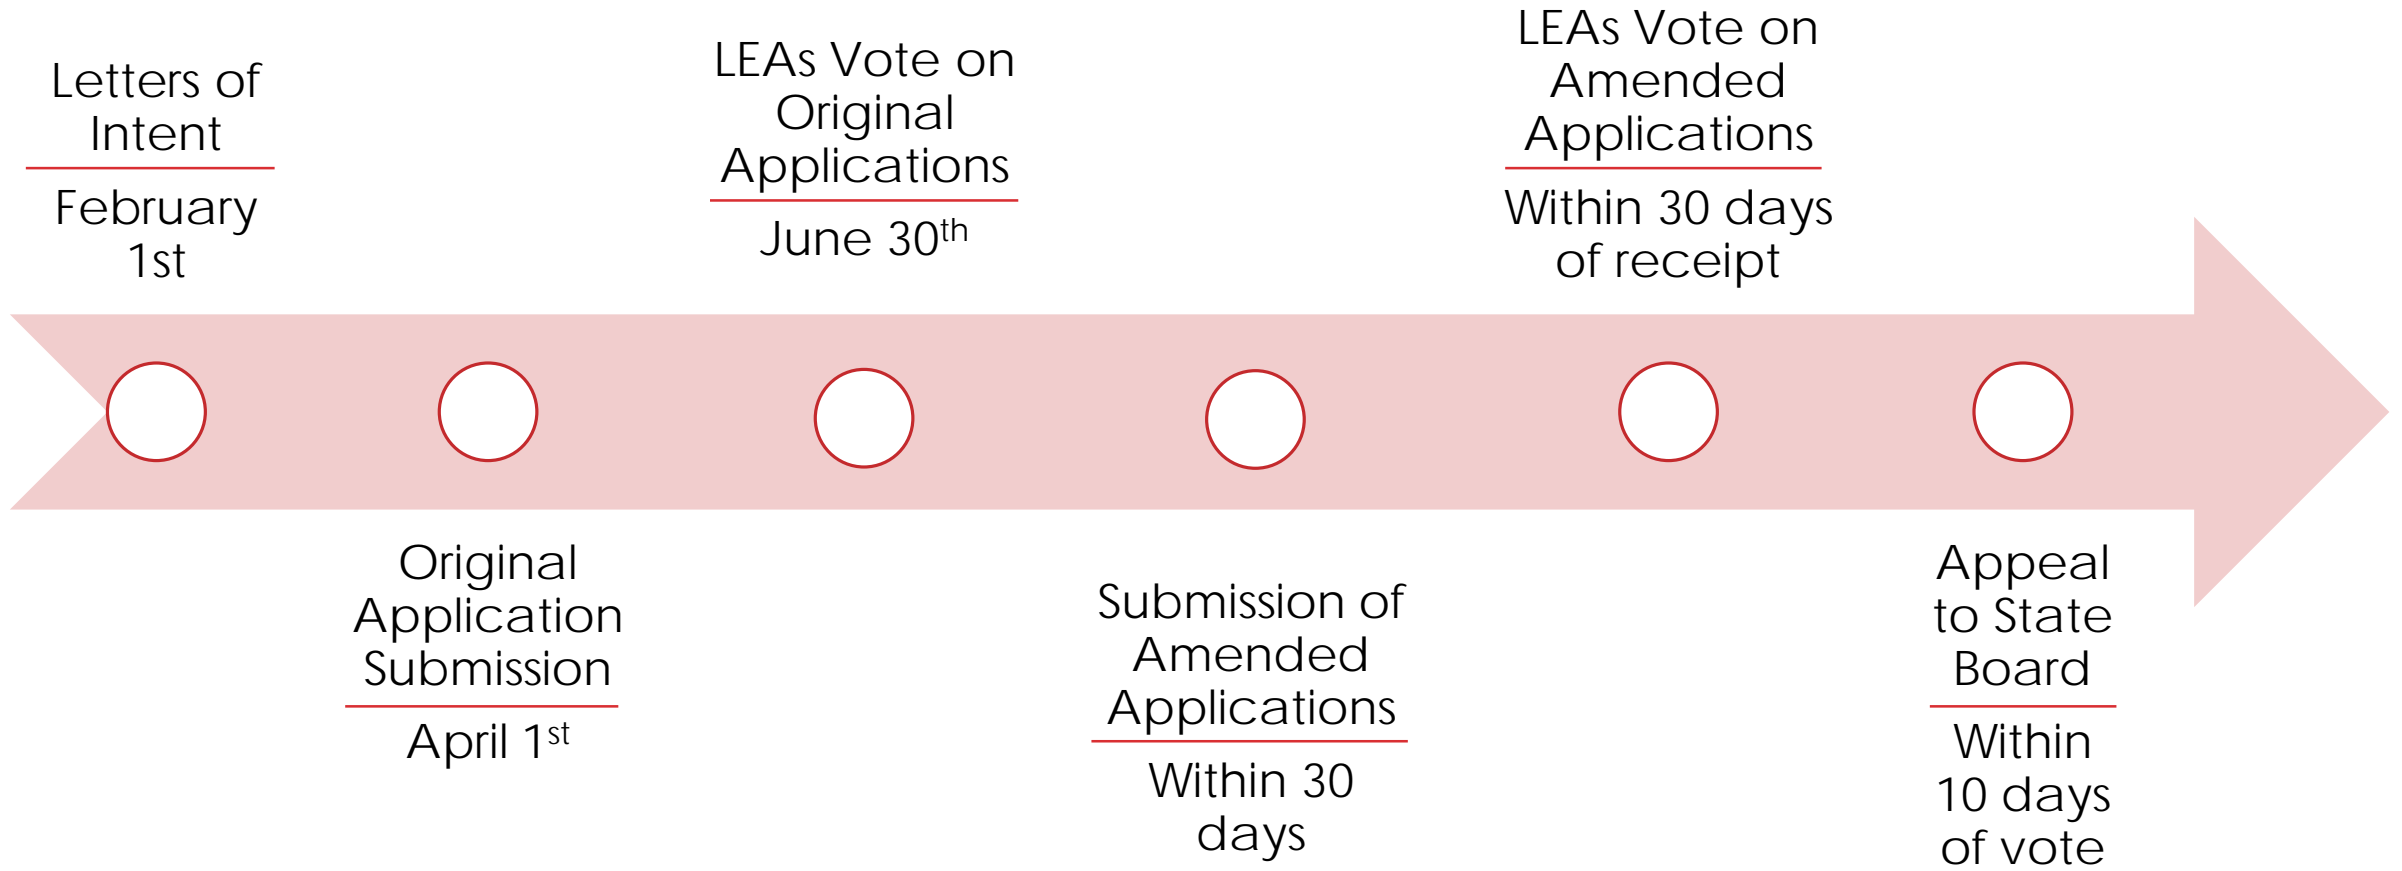 Letters of
Intent
February
1st
Original
Application
Submission
April 1st
LEAs Vote on
Original
Applications
June 30th
Submission of
Amended
Applications
Within 30
days
LEAs Vote on
Amended
Applications
Within 30 days
of receipt
Appeal
to State
Board
Within
10 days
of vote